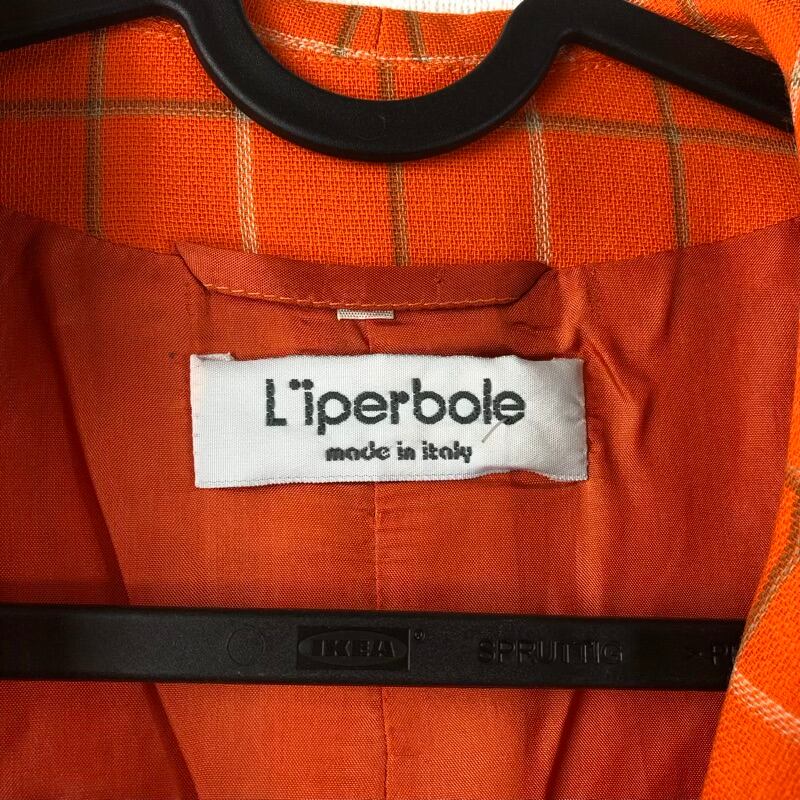 L'iperbole
made in italy
IKEA ® SPRUTTIG >P